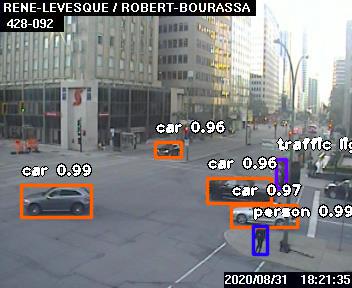 RENE-LEVESQUE / ROBERT-BOURASSA
428-092
car 0.96
traffic lig
car 0.99
car 0.96
car 0.97
person 0.99
2020/08/31 18:21:35